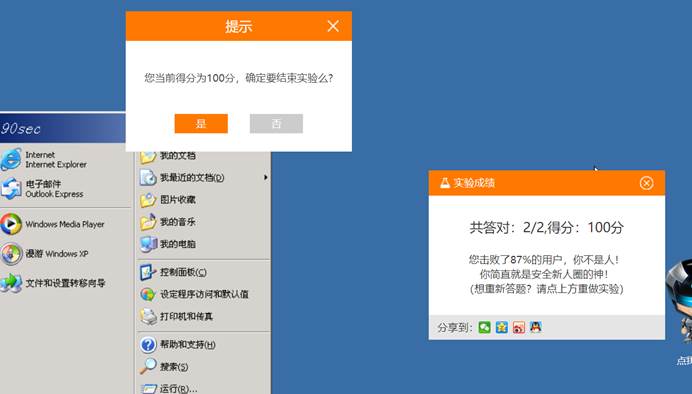 提示
您当前得分为100分，确定要结束实验么?
是
否
90sec
Internet
Internet Explorer
电子邮件
Outlook Express
Windows Media Player
漫游 Windows XP
文件和设置转移向导
我的文档
我最近的文档(D)
图片收藏
我的音乐
我的电脑
控制面板(C)
设定程序访问和默认值
打印机和传真
帮助和支持(H)
搜索(S)
运行(R)...
实验成绩
共答对：2/2,得分：100分
您击败了87%的用户，你不是人！
你简直就是安全新人圈的神！
(想重新答题？请点上方重做实验)
分享到：